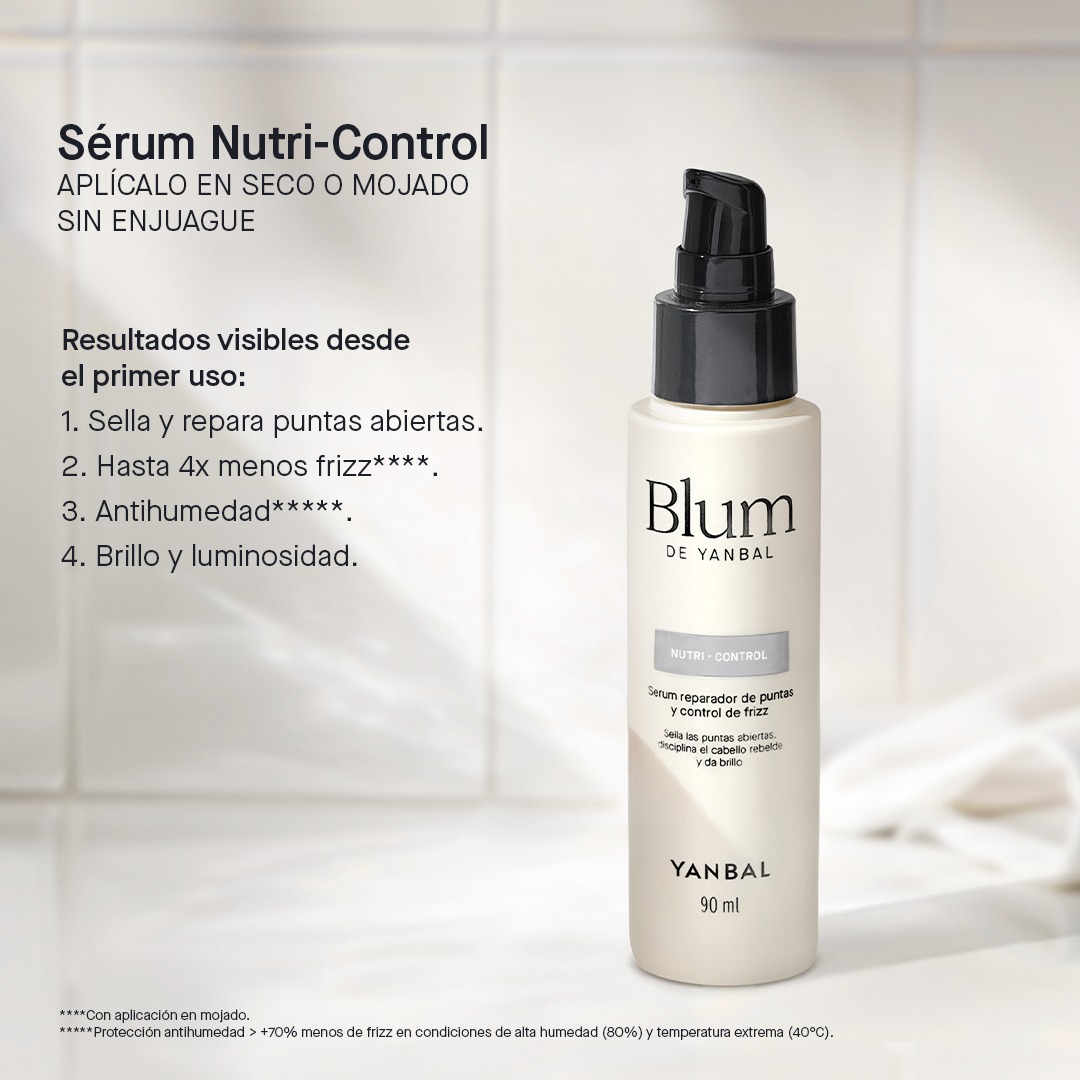 Sérum Nutri-Control
APLÍCALO EN SECO O MOJADO
SIN ENJUAGUE
Resultados visibles desde
el primer uso:
1. Sella y repara puntas abiertas.
2. Hasta 4x menos frizz****.
3. Antihumedad*****.
4. Brillo y luminosidad.
Blum
DE YANBAL
NUTRI - CONTROL
Serum reparador de puntas
y control de frizz
Sella las puntas abiertas,
disciplina el cabello rebelde
y da brillo
YANBAL
90 ml
****Con aplicación en mojado.
*****Protección antihumedad > +70% menos de frizz en condiciones de alta humedad (80%) y temperatura extrema (40°C).